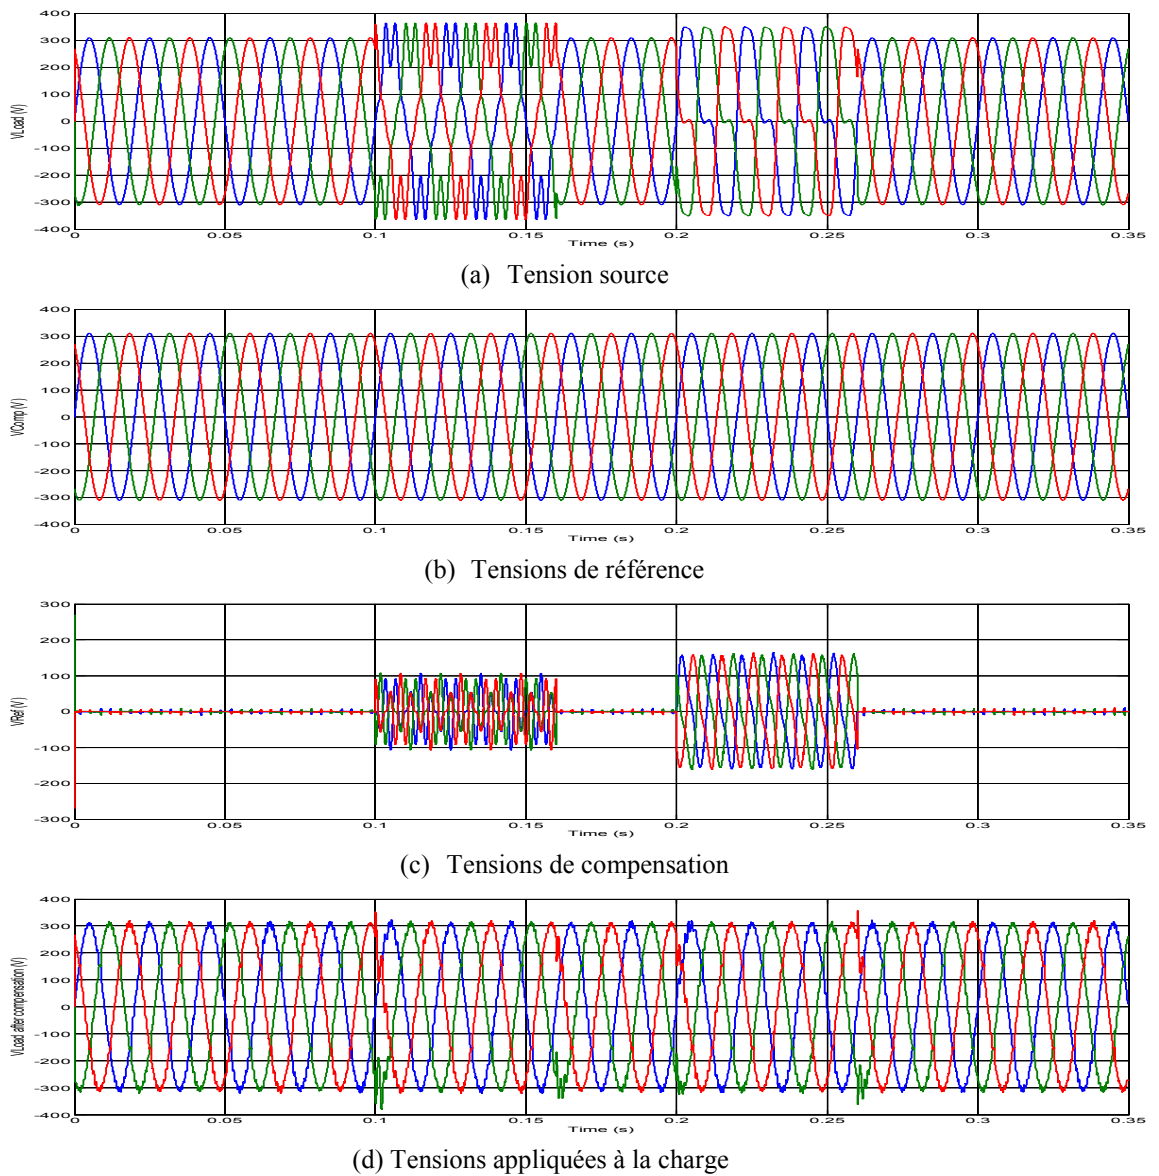 400
300
200
100
0
-100
-200
-300
-400
VLoad (V)
0 0.05 0.1 0.15 0.2 0.25 0.3 0.35
Time (s)
(a) Tension source
400
300
200
100
0
-100
-200
-300
-400
VComp(V)
0 0.05 0.1 0.15 0.2 0.25 0.3 0.35
Time (s)
(b) Tensions de référence
300
200
100
0
-100
-200
-300
VRef (V)
0 0.05 0.1 0.15 0.2 0.25 0.3 0.35
Time (s)
(c) Tensions de compensation
400
300
200
100
0
-100
-200
-300
-400
VLoad after compensation (V)
0 0.05 0.1 0.15 0.2 0.25 0.3 0.35
Time (s)
(d) Tensions appliquées à la charge